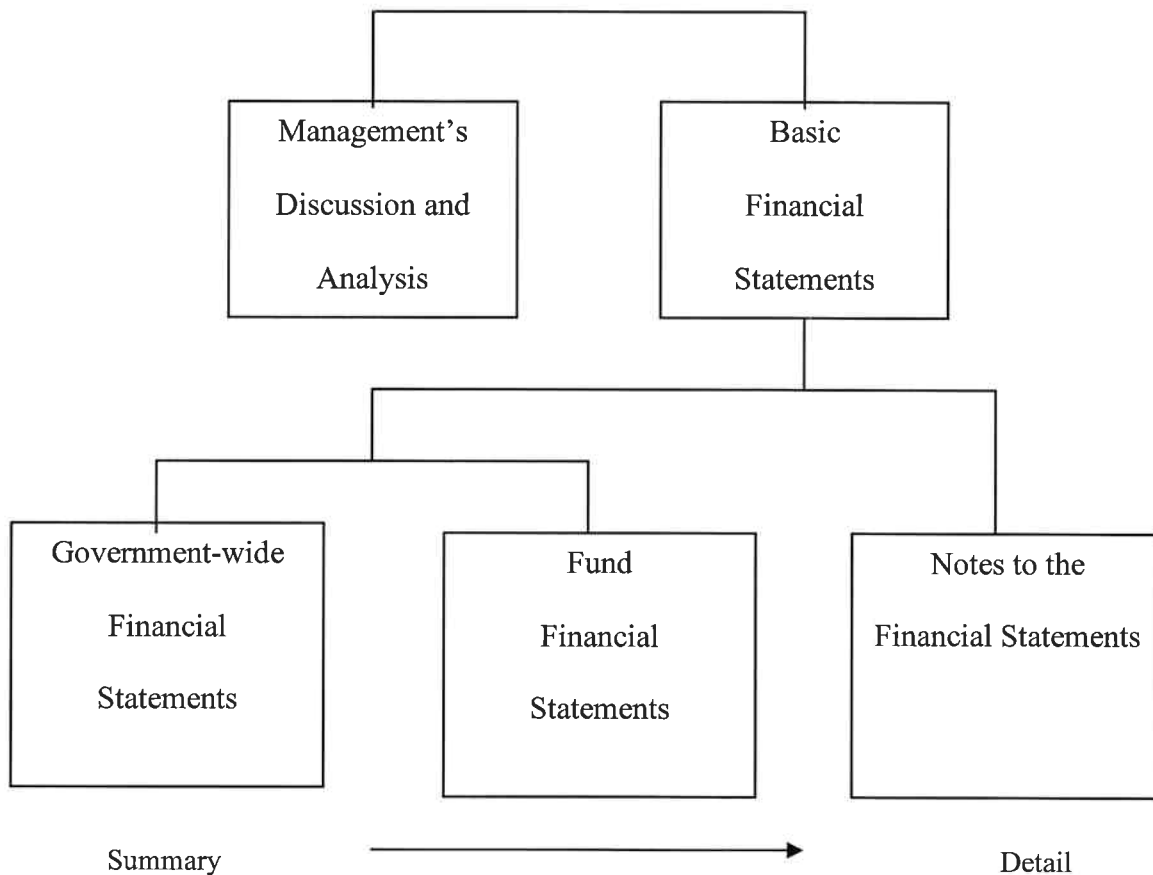 Management’s
Discussion and
Analysis
Basic
Financial
Statements
Government-wide
Financial
Statements
Fund
Financial
Statements
Notes to the
Financial Statements
Summary
Detail